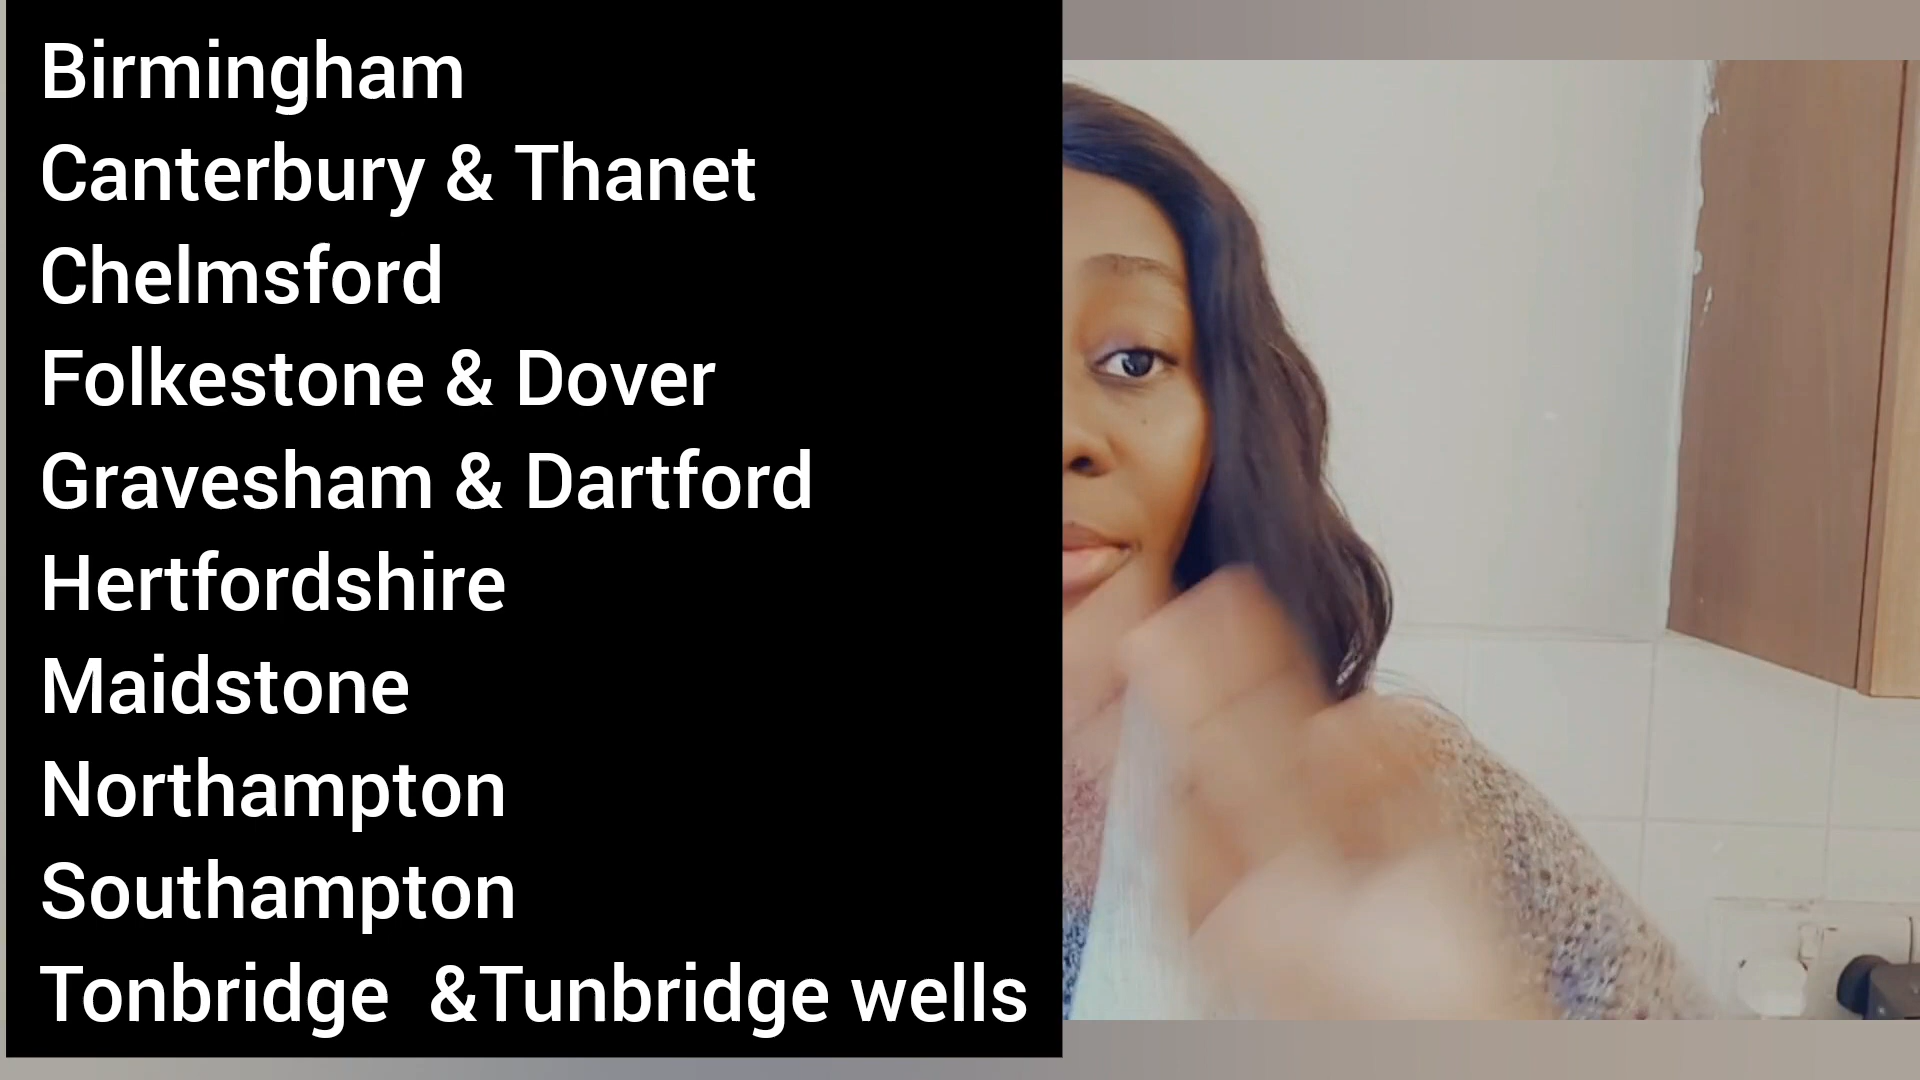 Birmingham
Canterbury & Thanet
Chelmsford
Folkestone & Dover
Gravesham & Dartford
Hertfordshire
Maidstone
Northampton
Southampton
Tonbridge  &Tunbridge wells